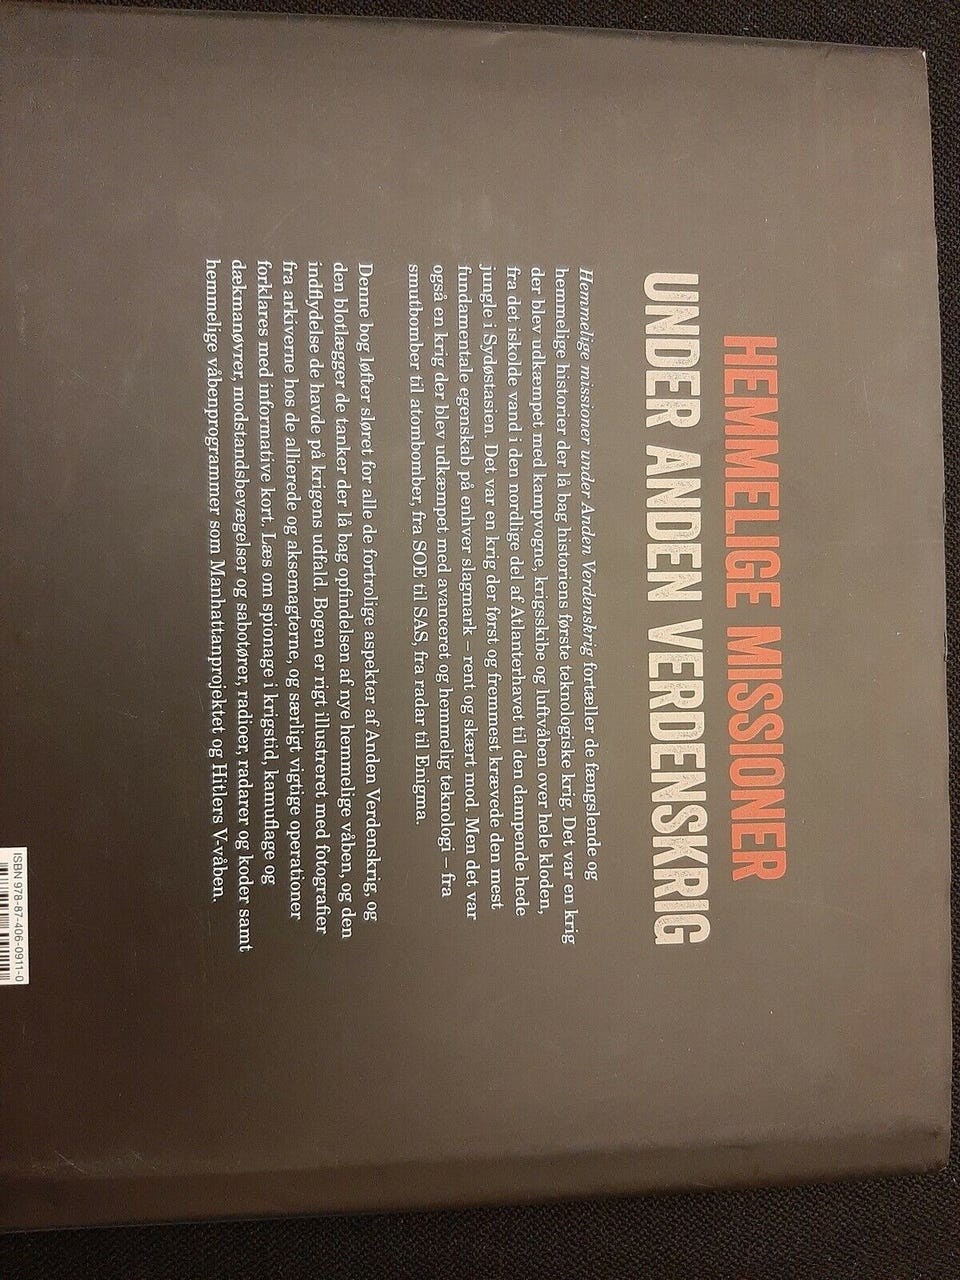 HEMMELIGE MISSIONER
UNDER ANDEN VERDENSKRIG
Hemmelige missioner under Anden Verdenskrig fortæller de fængslende og
hemmelige historier der lå bag historiens første teknologiske krig. Det var en krig
der blev udkæmpet med kampvogne, krigsskibe og luftvåben over hele kloden,
fra det iskolde vand i den nordlige del af Atlanterhavet til den dampende hede
jungle i Sydøstasien. Det var en krig der først og fremmest krævede den mest
fundamentale egenskab på enhver slagmark – rent og skært mod. Men det var
også en krig der blev udkæmpet med avanceret og hemmelig teknologi – fra
smutbomber til atombomber, fra SOE til SAS, fra radar til Enigma.
Denne bog løfter sløret for alle de fortrolige aspekter af Anden Verdenskrig, og
den blotlægger de tanker der lå bag opfindelsen af nye hemmelige våben, og den
indflydelse de havde på krigens udfald. Bogen er rigt illustreret med fotografier
fra arkiverne hos de allierede og aksemagterne, og særligt vigtige operationer
forklares med informative kort. Læs om spionage i krigstid, kamuflage og
dækmanøvrer, modstandsbevægelser og sabotører, radioer, radarer og koder samt
hemmelige våbenprogrammer som Manhattanprojektet og Hitlers V-våben.
ISBN 978-87-406-0911-0